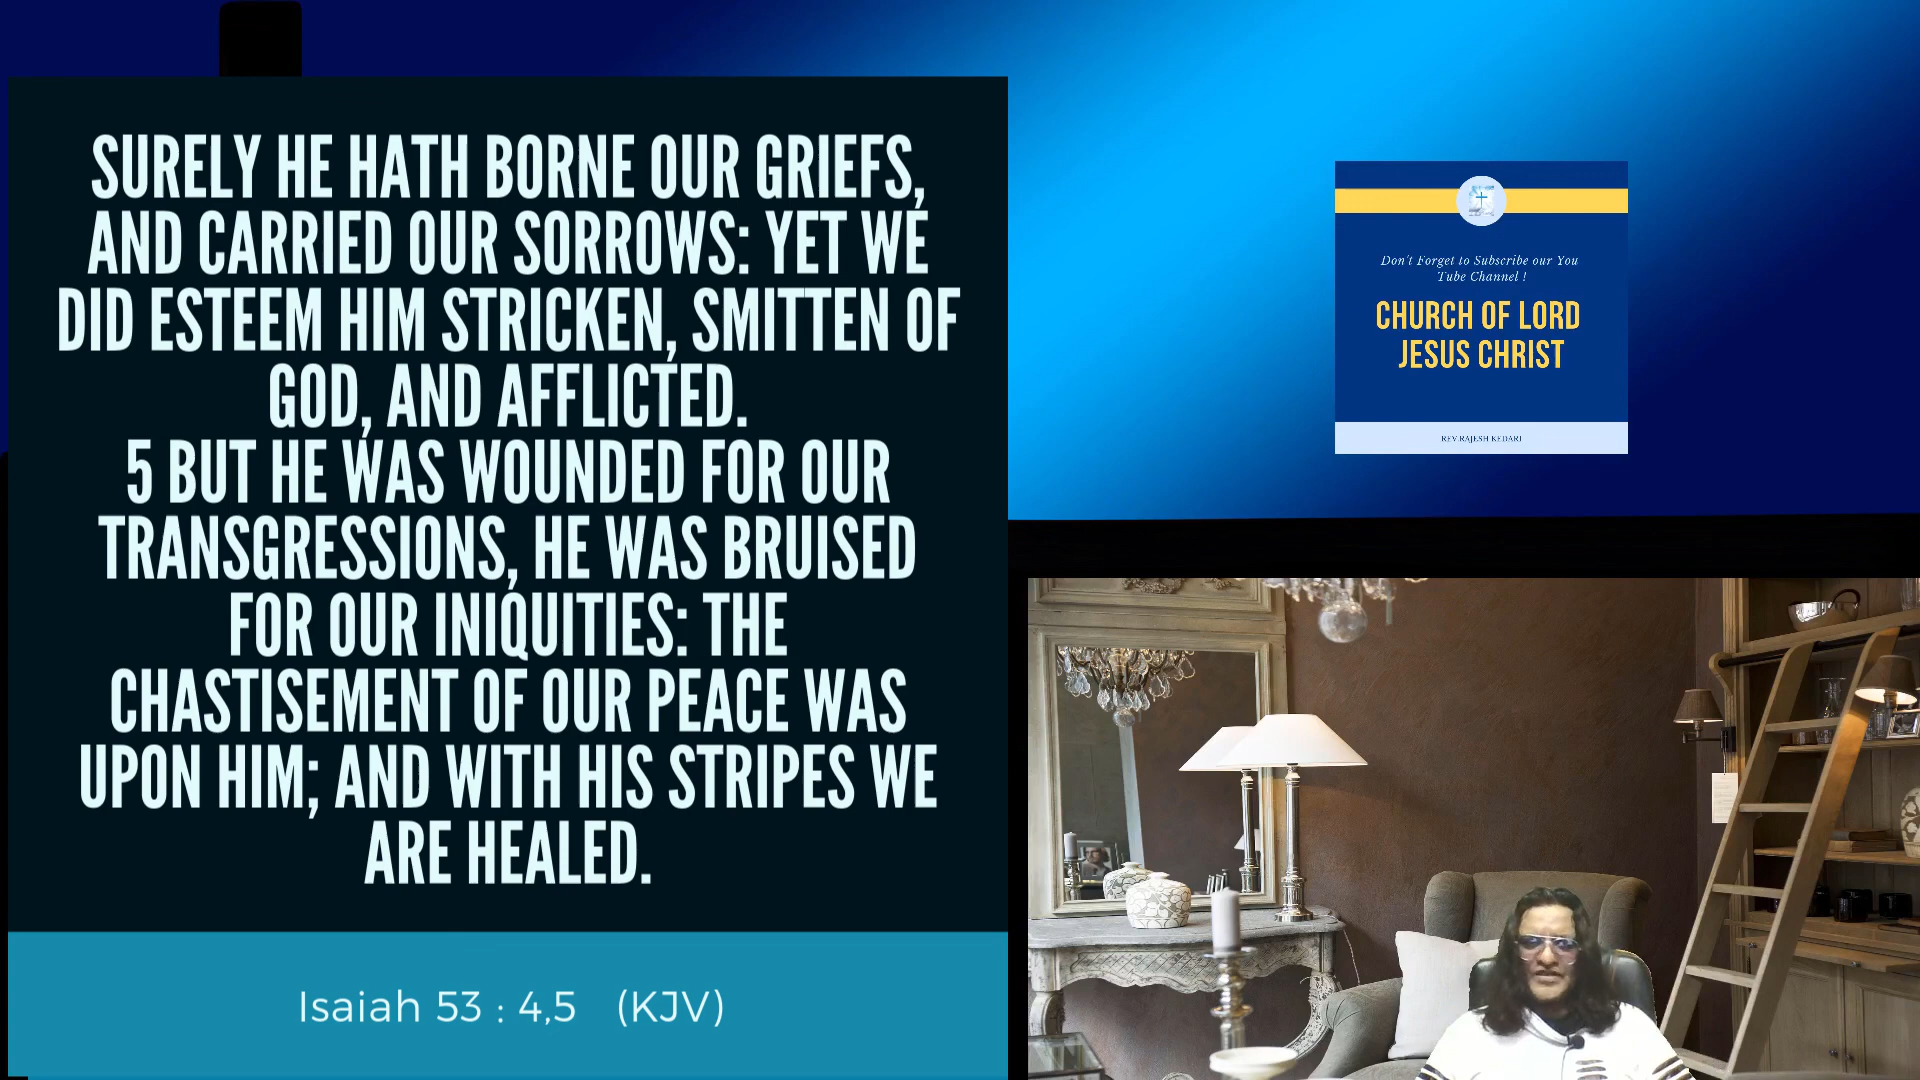 SURELY HE HATH BORNE OUR GRIEFS,
AND CARRIED OUR SORROWS: YET WE
DID ESTEEM HIM STRICKEN, SMITTEN OF
GOD, AND AFFLICTED.
5 BUT HE WAS WOUNDED FOR OUR
TRANSGRESSIONS, HE WAS BRUISED
FOR OUR INIQUITIES: THE
CHASTISEMENT OF OUR PEACE WAS
UPON HIM; AND WITH HIS STRIPES WE
ARE HEALED.
Isaiah 53 : 4,5 (KJV)
Don't Forget to Subscribe our You
Tube Channel !
CHURCH OF LORD
JESUS CHRIST
REV.RAJESH KEDARI